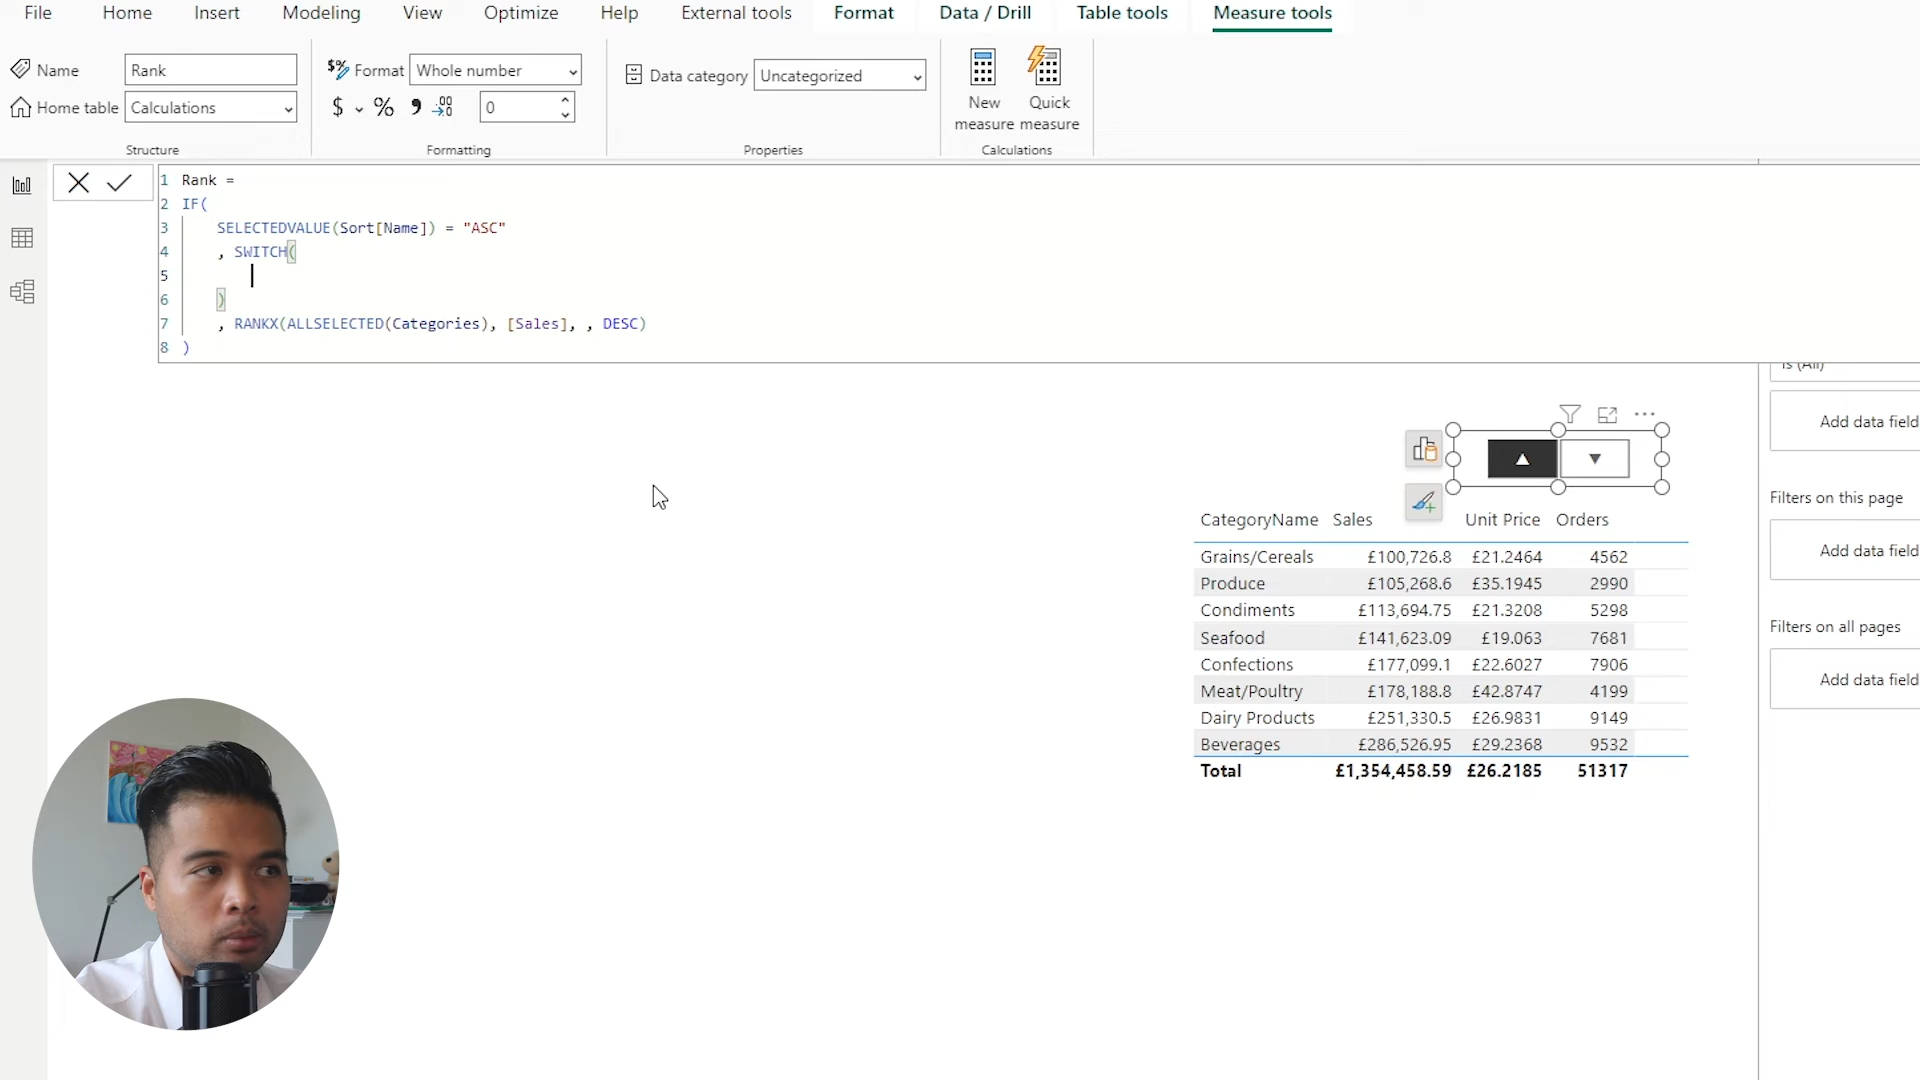 File Home Insert Modeling View Optimize Help External tools Format Data / Drill Table tools Measure tools
Name Rank
Home table Calculations
Structure
$% Format Whole number
$ % , .00 0
Formatting
Data category Uncategorized
Properties
New measure
Quick measure
Calculations
1 Rank =
2 IF(
3 SELECTEDVALUE(Sort[Name]) = "ASC"
4 , SWITCH(
5
6 )
7 , RANKX(ALLSELECTED(Categories), [Sales], , DESC)
8 )
is (All)
Add data field
Filters on this page
Add data field
Filters on all pages
Add data field
CategoryName Sales Unit Price Orders
Grains/Cereals £100,726.8 £21.2464 4562
Produce £105,268.6 £35.1945 2990
Condiments £113,694.75 £21.3208 5298
Seafood £141,623.09 £19.063 7681
Confections £177,099.1 £22.6027 7906
Meat/Poultry £178,188.8 £42.8747 4199
Dairy Products £251,330.5 £26.9831 9149
Beverages £286,526.95 £29.2368 9532
Total £1,354,458.59 £26.2185 51317